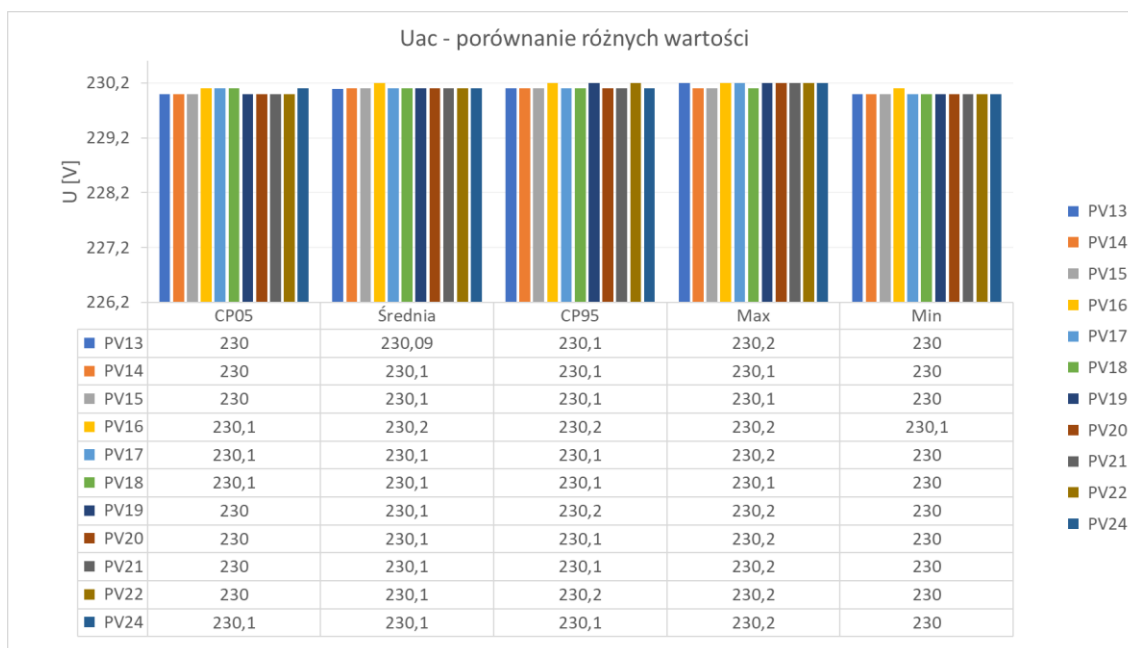 Uac - porównanie różnych wartości
230,2
229,2
228,2
227,2
226,2
U [V]
CP05 Średnia CP95 Max Min
PV13 230 230,09 230,1 230,2 230
PV14 230 230,1 230,1 230,1 230
PV15 230 230,1 230,1 230,1 230
PV16 230,1 230,2 230,2 230,2 230,1
PV17 230,1 230,1 230,1 230,2 230
PV18 230,1 230,1 230,1 230,1 230
PV19 230 230,1 230,2 230,2 230
PV20 230 230,1 230,1 230,2 230
PV21 230 230,1 230,1 230,2 230
PV22 230 230,1 230,2 230,2 230
PV24 230,1 230,1 230,1 230,2 230
PV13
PV14
PV15
PV16
PV17
PV18
PV19
PV20
PV21
PV22
PV24